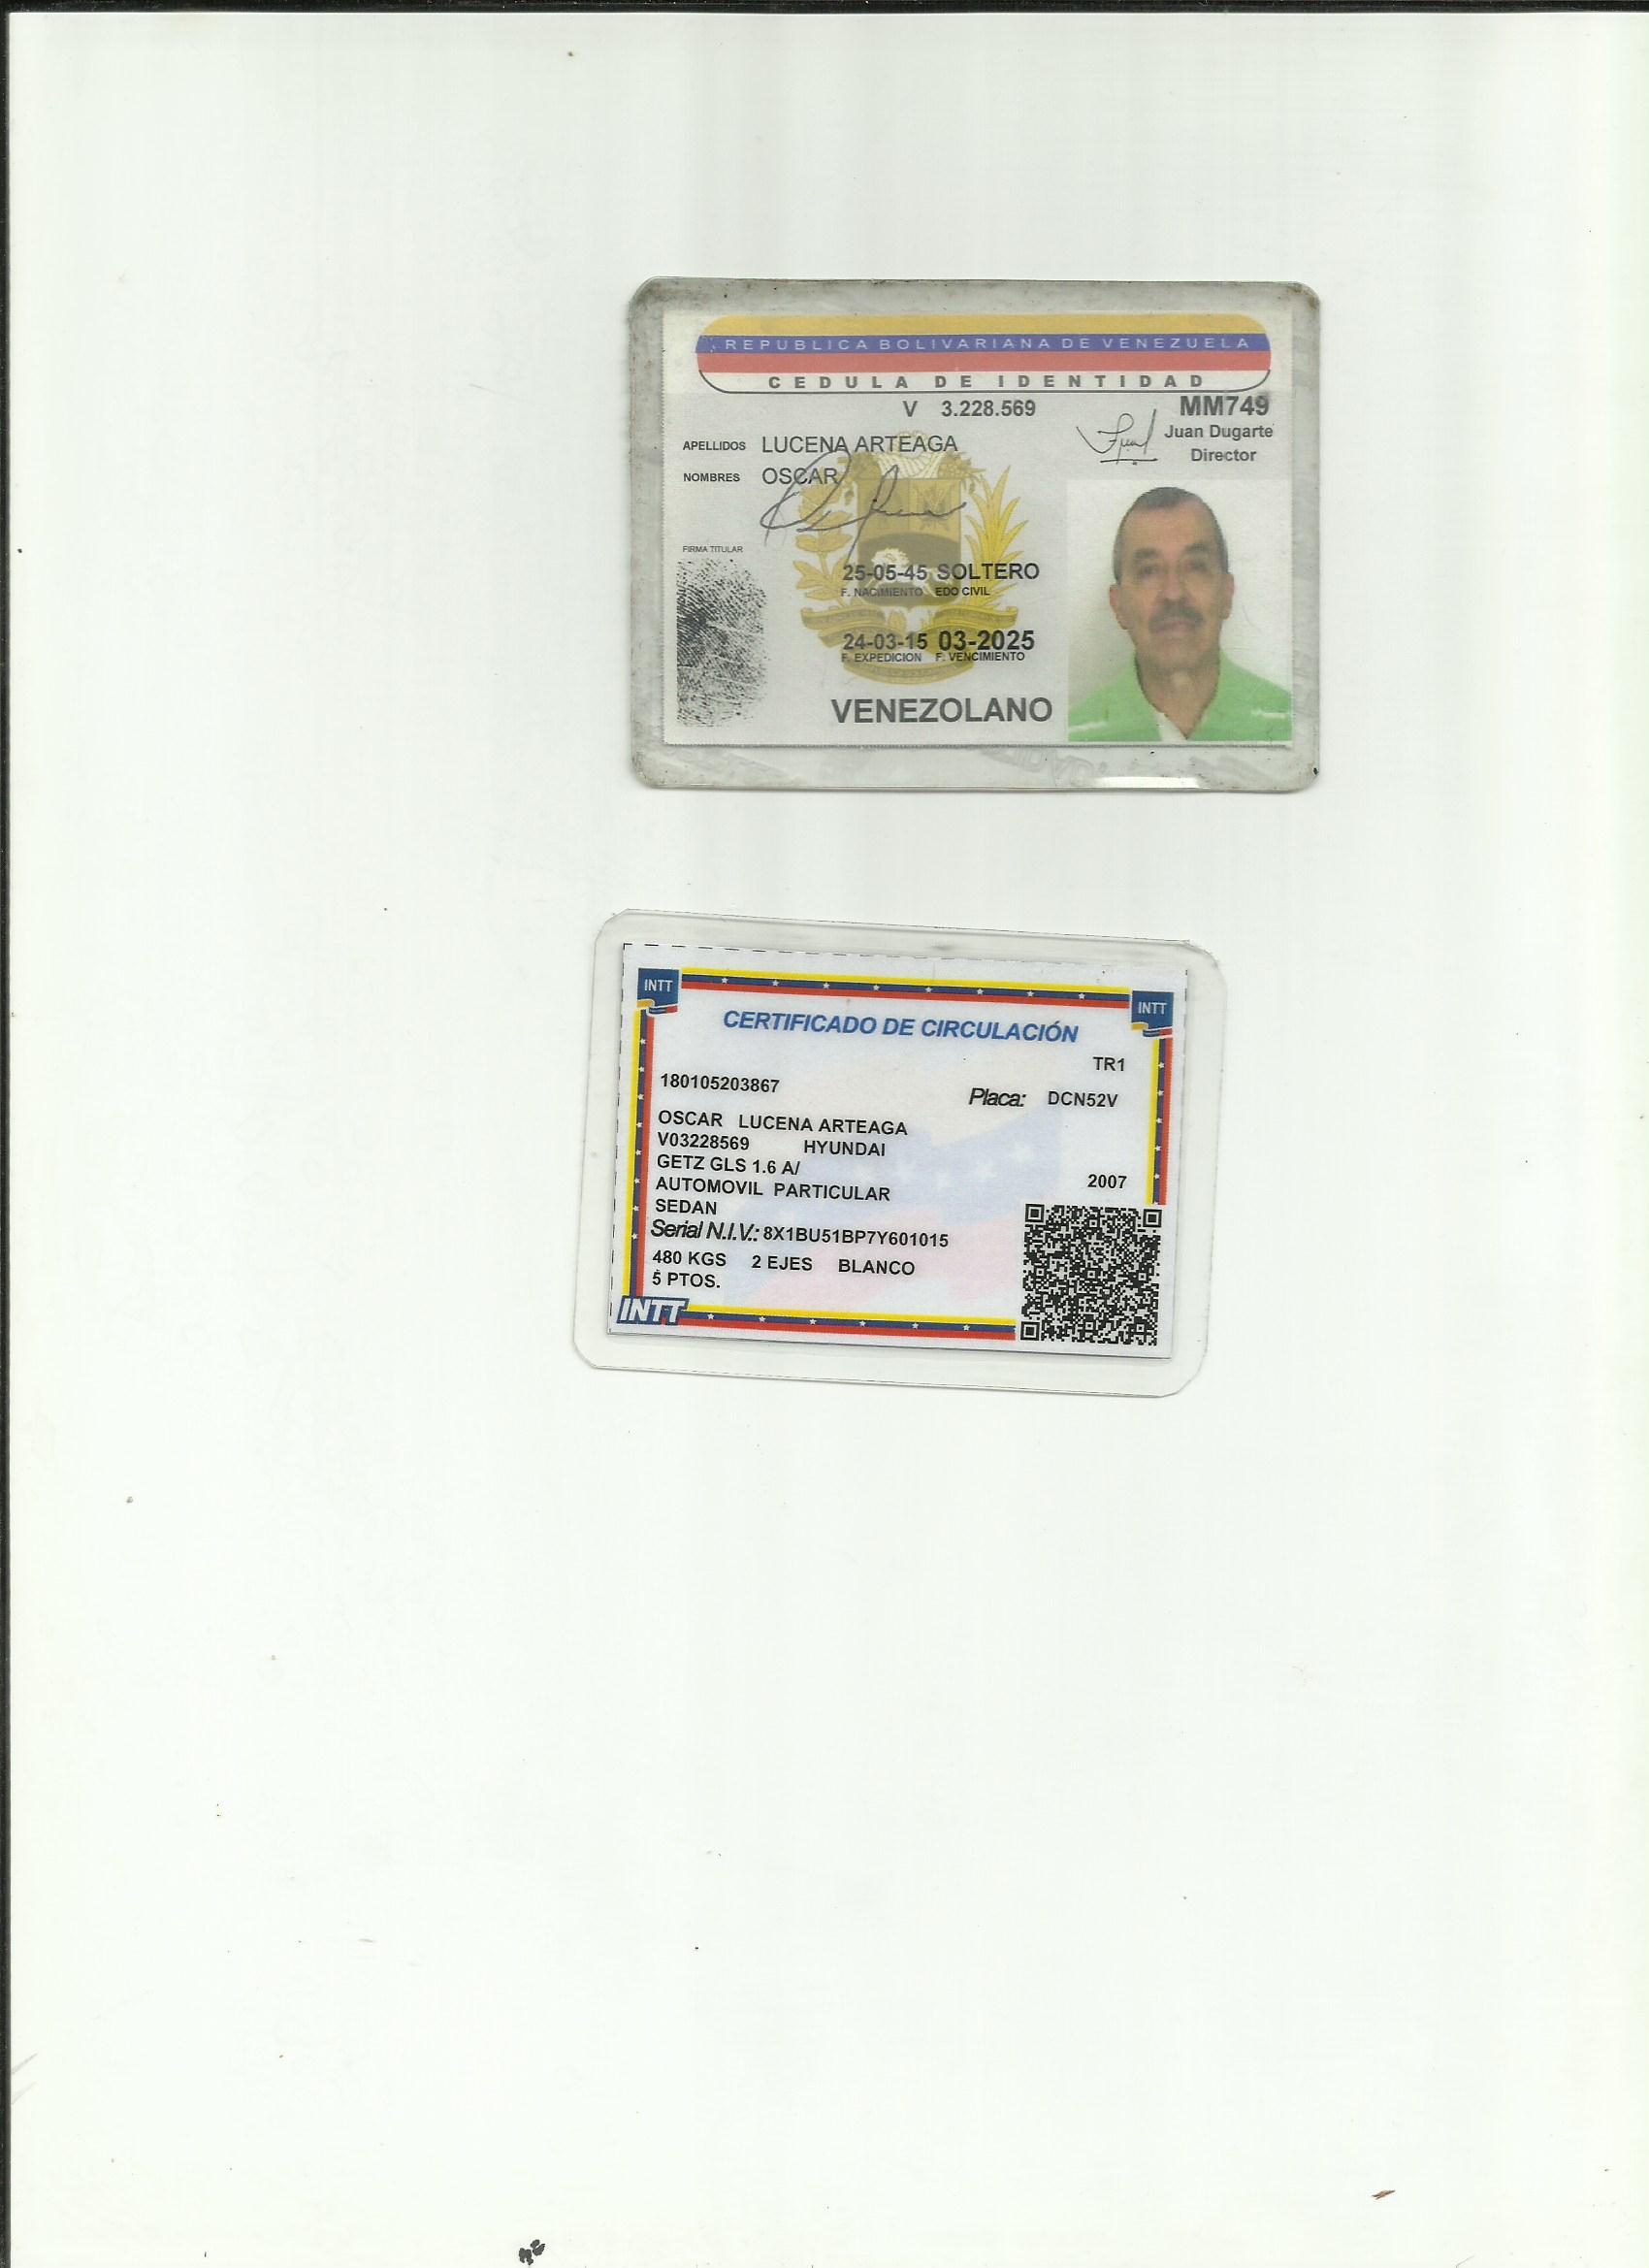 REPUBLICA BOLIVARIANA DE VENEZUELA
CEDULA DE IDENTIDAD
V 3.228.569 MM749
Juan Dugarte
Director
APELLIDOS LUCENA ARTEAGA
NOMBRES OSCAR
FIRMA TITULAR
25-05-45 SOLTERO
F. NACIMIENTO EDO CIVIL
24-03-15 03-2025
F. EXPEDICION F. VENCIMIENTO
VENEZOLANO
INTT INTT
CERTIFICADO DE CIRCULACIÓN
TR1
180105203867 Placa: DCN52V
OSCAR LUCENA ARTEAGA
V03228569 HYUNDAI
GETZ GLS 1.6 A/ 2007
AUTOMOVIL PARTICULAR
SEDAN
Serial N.I.V.: 8X1BU51BP7Y601015
480 KGS 2 EJES BLANCO
5 PTOS.
INTT